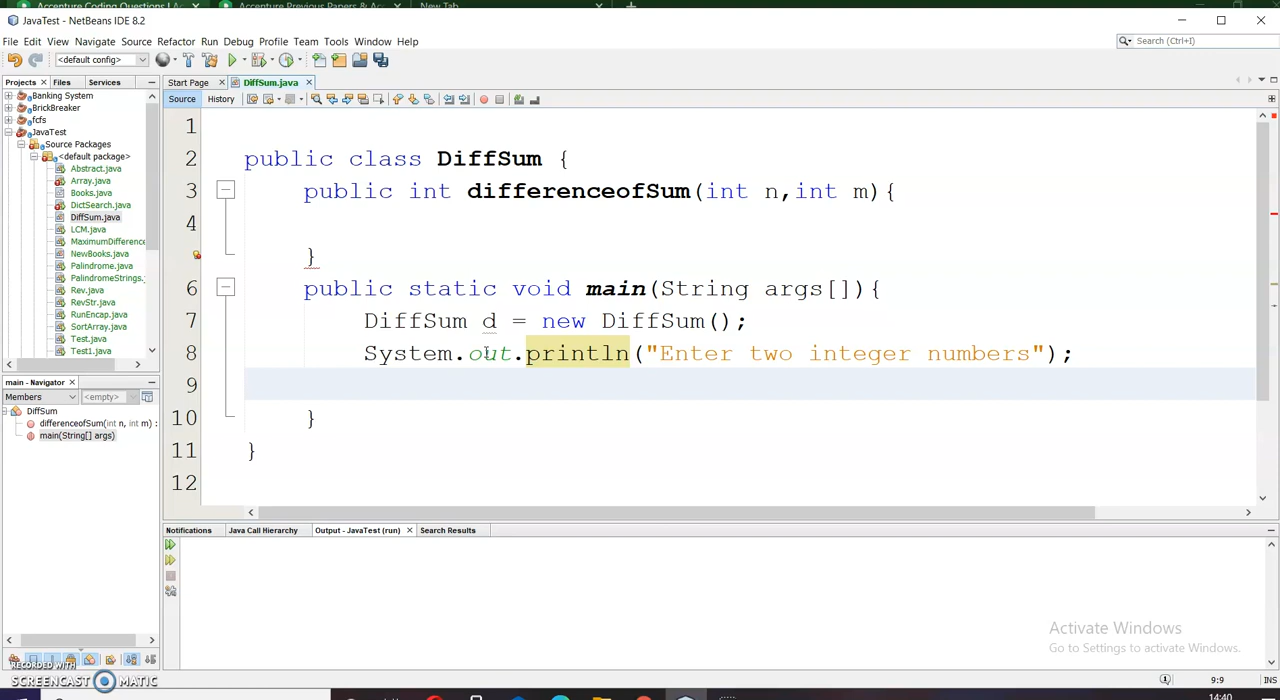 Accenture Coding Questions | Ac
Accenture Previous Papers & Ac
New Tab
JavaTest - NetBeans IDE 8.2
File Edit View Navigate Source Refactor Run Debug Profile Team Tools Window Help
Search (Ctrl+I)
<default config>
Projects Files Services
Start Page DiffSum.java
Source History
Banking System
BrickBreaker
fcfs
JavaTest
Source Packages
<default package>
Abstract.java
Array.java
Books.java
DictSearch.java
DiffSum.java
LCM.java
MaximumDifference
NewBooks.java
Palindrome.java
PalindromeStrings.
Rev.java
RevStr.java
RunEncap.java
SortArray.java
Test.java
Test1.java
1
2 public class DiffSum {
3 public int differenceofSum(int n,int m){
4
}
6 public static void main(String args[]){
7 DiffSum d = new DiffSum();
8 System.out.println("Enter two integer numbers");
9
10 }
11 }
12
main - Navigator
Members <empty>
DiffSum
differenceofSum(int n, int m) :
main(String[] args)
Notifications Java Call Hierarchy Output - JavaTest (run) Search Results
Activate Windows
Go to Settings to activate Windows.
RECORDED WITH
SCREENCAST MATIC
1
9:9 INS
14:40